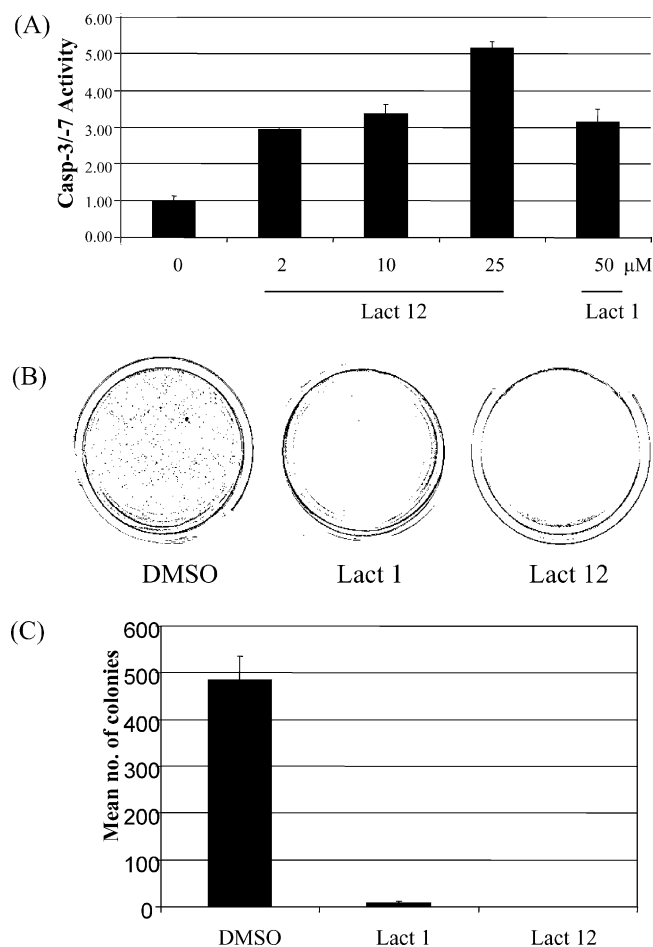 (A)
Casp-3/-7 Activity
6.00
5.00
4.00
3.00
2.00
1.00
0.00
0 2 10 25 50 μM
Lact 12 Lact 1
(B)
DMSO Lact 1 Lact 12
(C)
Mean no. of colonies
600
500
400
300
200
100
0
DMSO Lact 1 Lact 12